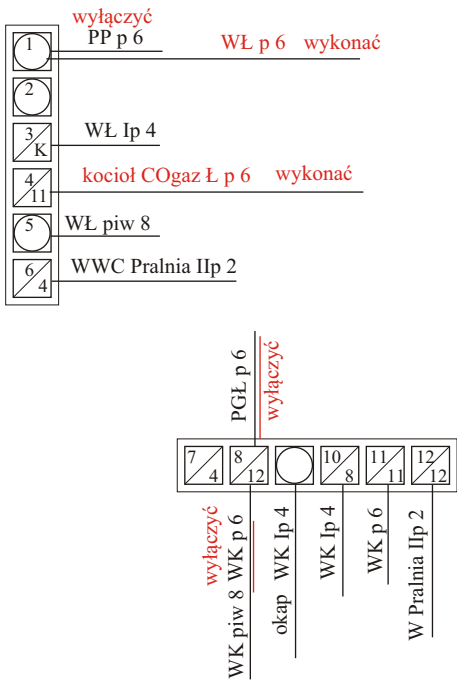 wyłączyć
PP p 6
WŁ p 6 wykonać
1
2
3
K
WŁ Ip 4
4
11
kocioł COgaz Ł p 6 wykonać
5
WŁ piw 8
6
4
WWC Pralnia IIp 2
PGŁ p 6
wyłączyć
7
4
8
12
10
8
11
11
12
12
wyłączyć
WK piw 8 WK p 6
okap WK Ip 4
WK Ip 4
WK p 6
W Pralnia IIp 2